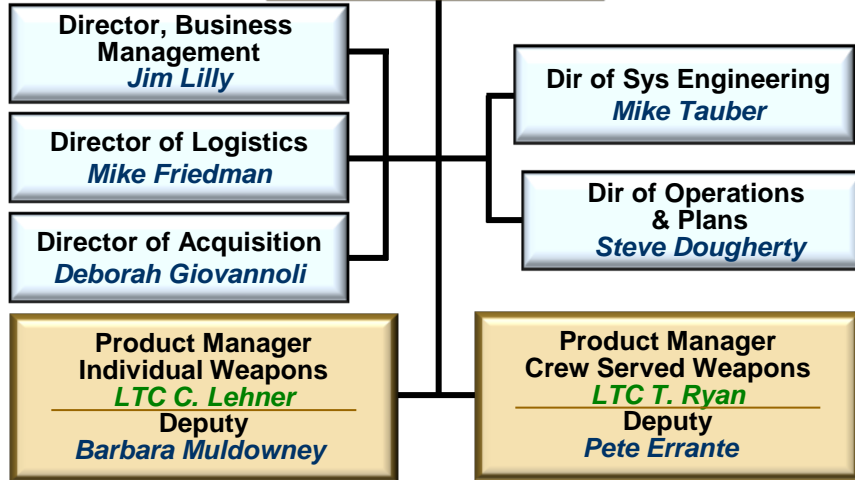 Director, Business
Management
Jim Lilly
Director of Logistics
Mike Friedman
Director of Acquisition
Deborah Giovannoli
Dir of Sys Engineering
Mike Tauber
Dir of Operations
& Plans
Steve Dougherty
Product Manager
Individual Weapons
LTC C. Lehner
Deputy
Barbara Muldowney
Product Manager
Crew Served Weapons
LTC T. Ryan
Deputy
Pete Errante